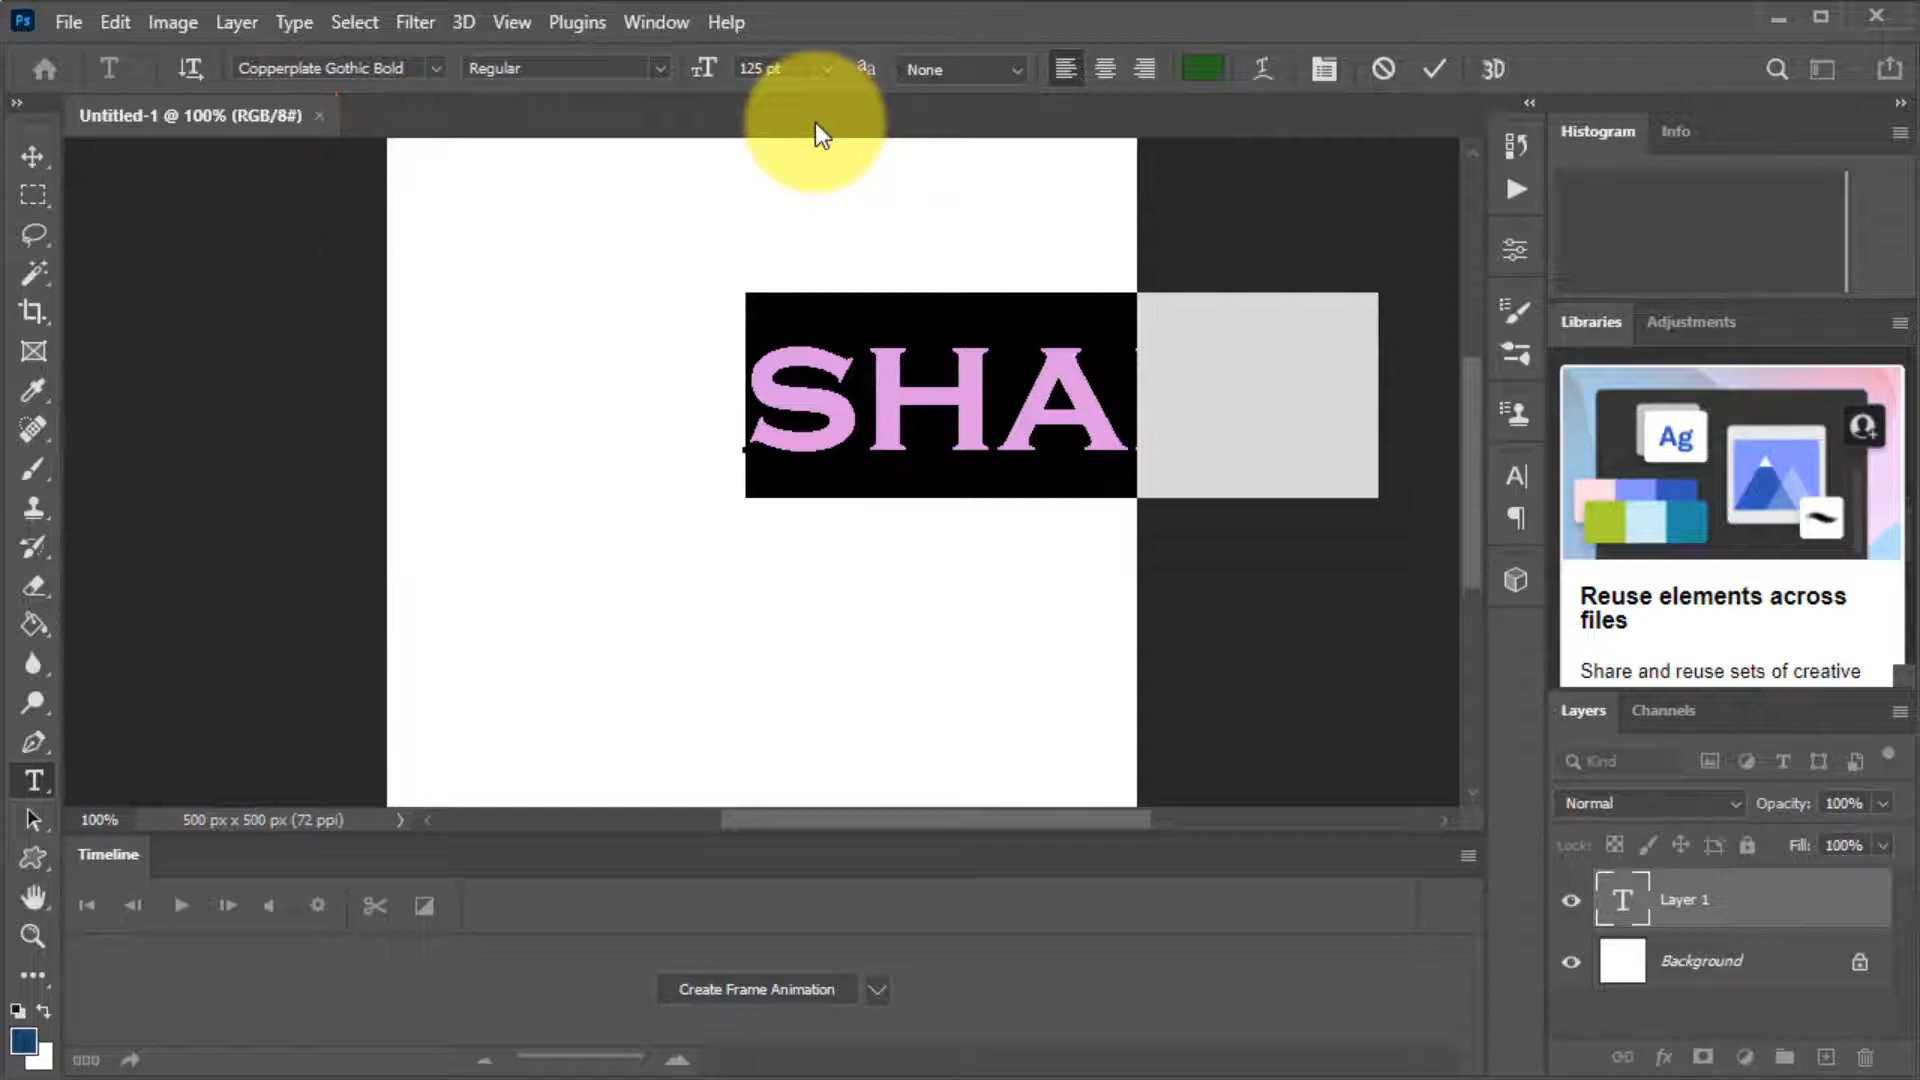 Ps File Edit Image Layer Type Select Filter 3D View Plugins Window Help
T Copperplate Gothic Bold Regular 125 pt aa None 3D
Untitled-1 @ 100% (RGB/8#)
Histogram Info
SHA
Libraries Adjustments
Ag
Reuse elements across
files
Share and reuse sets of creative
Layers Channels
Kind
Normal Opacity: 100%
100% 500 px x 500 px (72 ppi)
Lock: Fill: 100%
Timeline
T Layer 1
Background
Create Frame Animation
fx